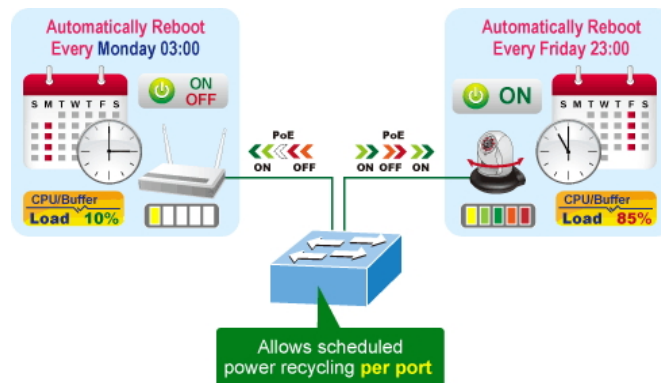 Automatically Reboot
Every Monday 03:00
S M T W T F S
ON
OFF
CPU/Buffer
Load 10%
PoE
ON OFF
PoE
ON OFF ON
Automatically Reboot
Every Friday 23:00
ON
S M T W T F S
CPU/Buffer
Load 85%
Allows scheduled
power recycling per port